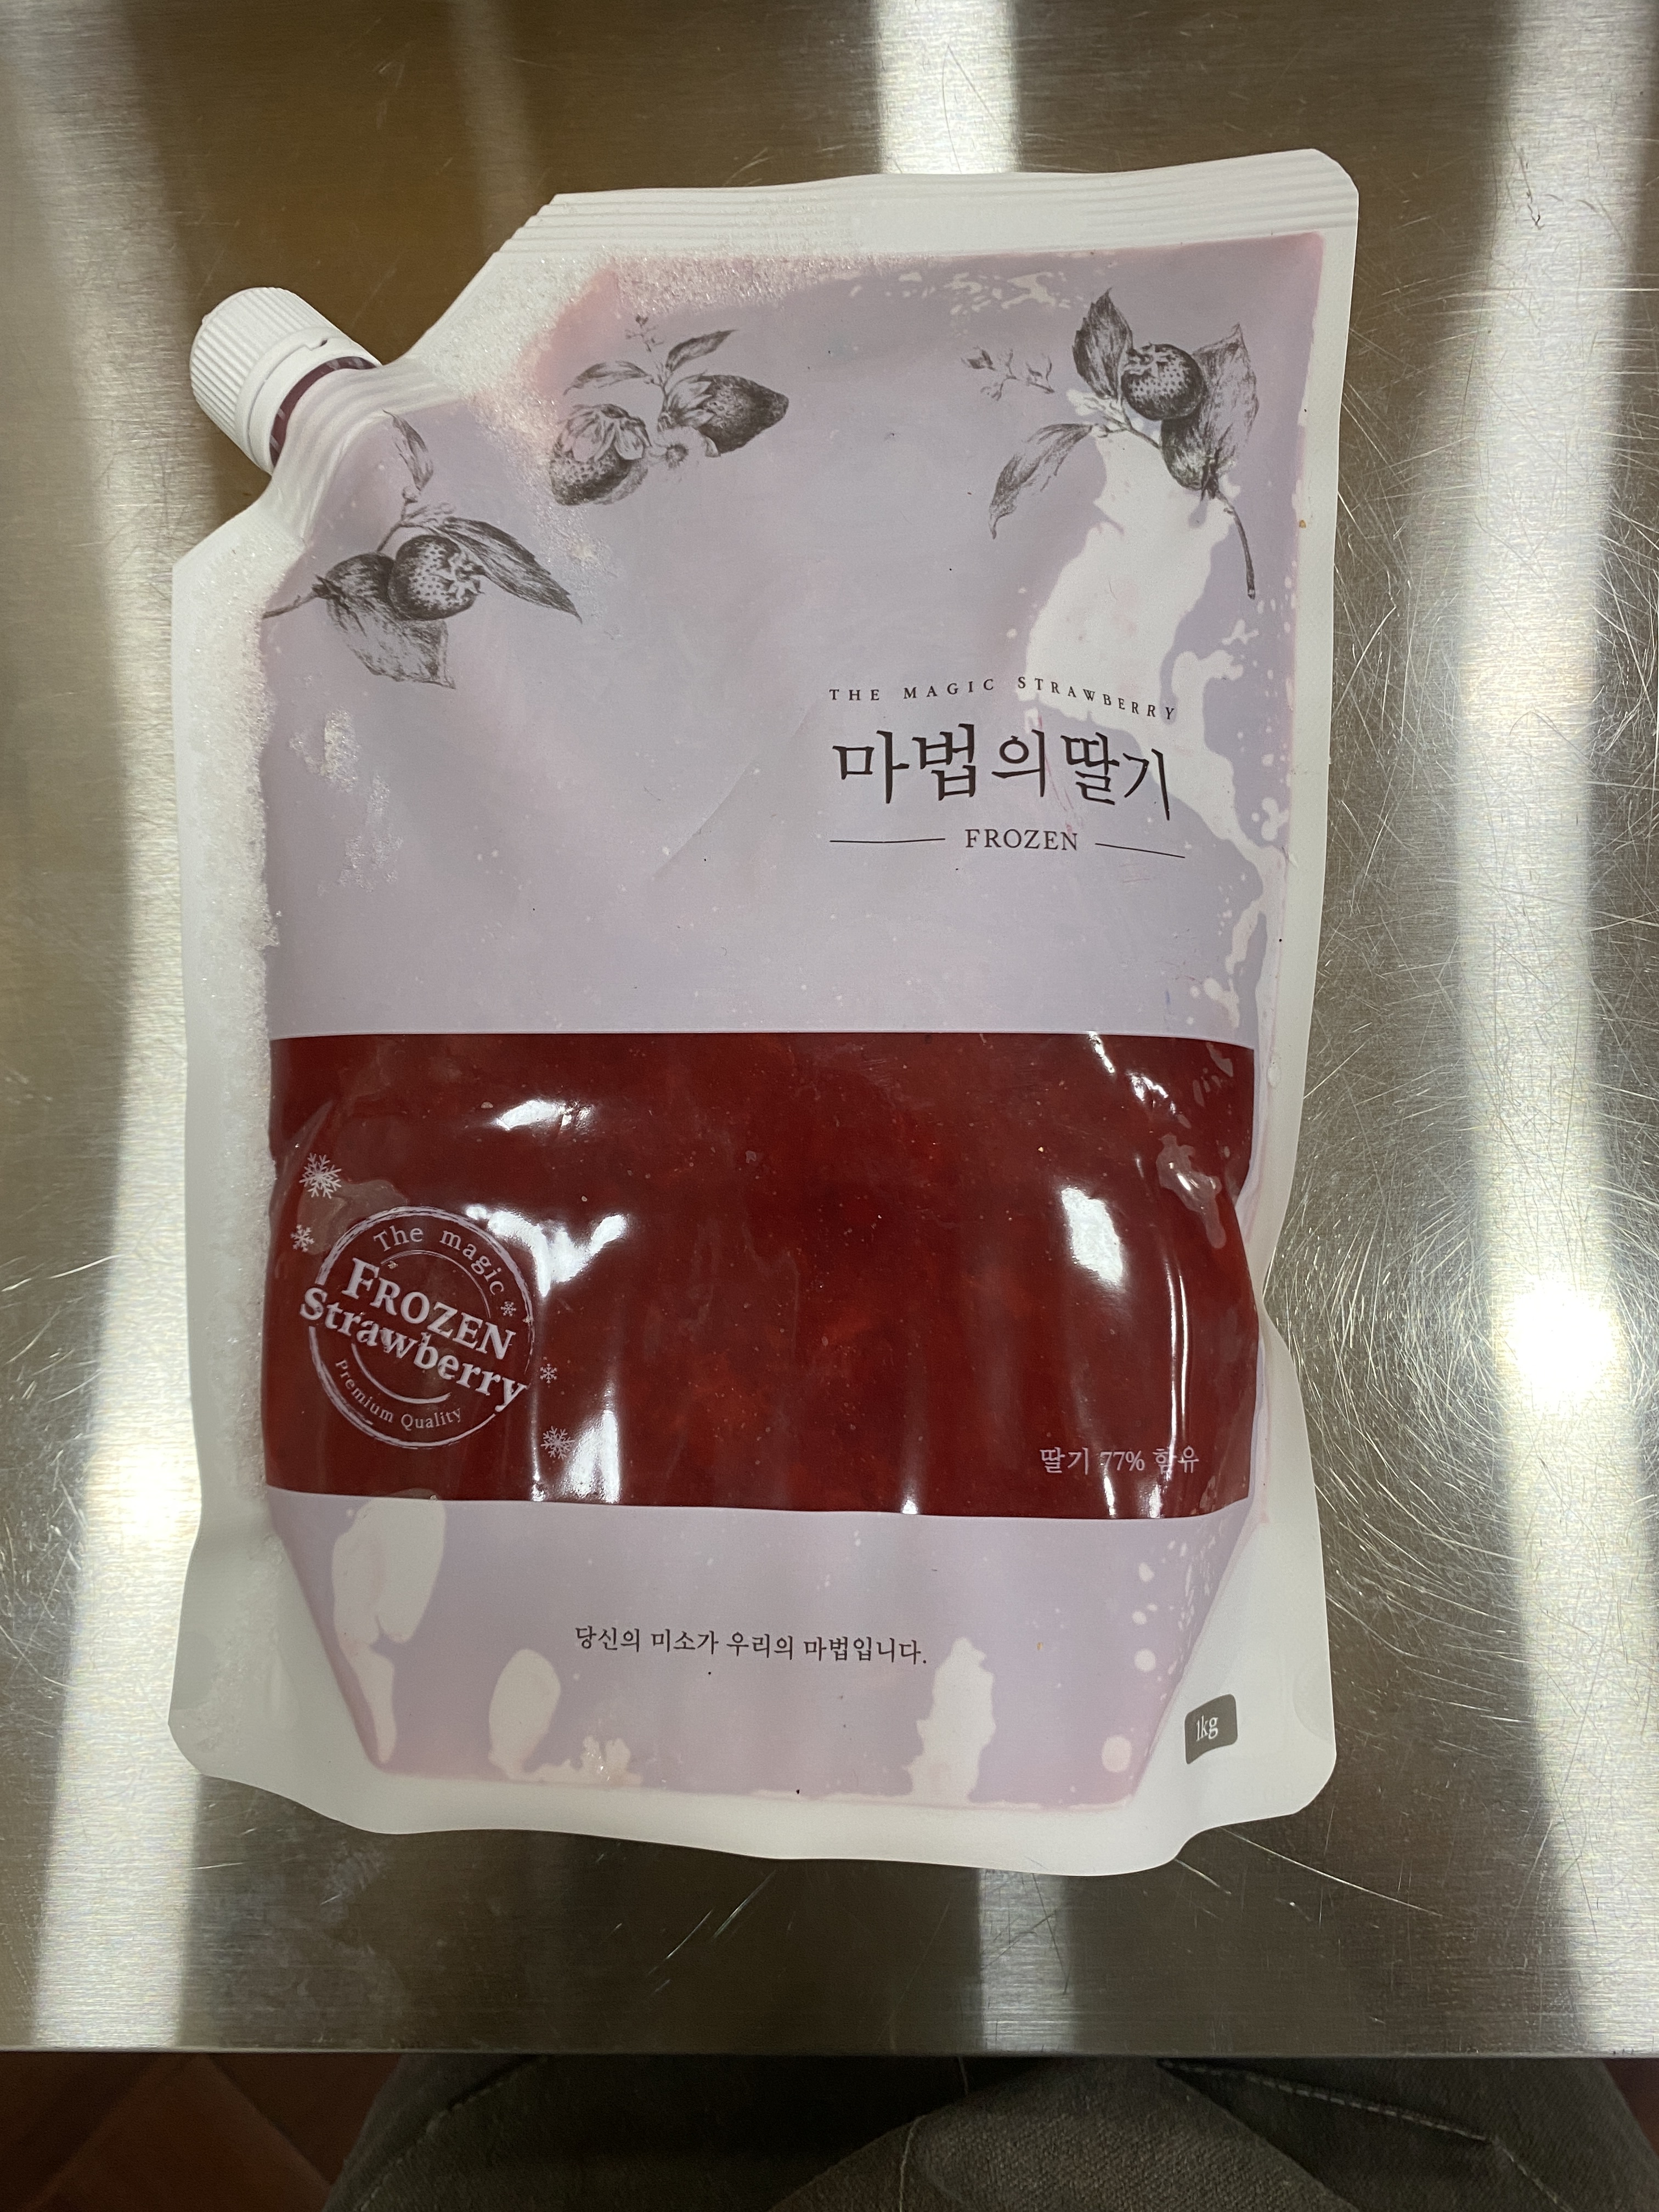 THE MAGIC STRAWBERRY
마법의딸기
FROZEN
The magic
FROZEN
Strawberry
Premium Quality
딸기 77% 함유
당신의 미소가 우리의 마법입니다.
1kg